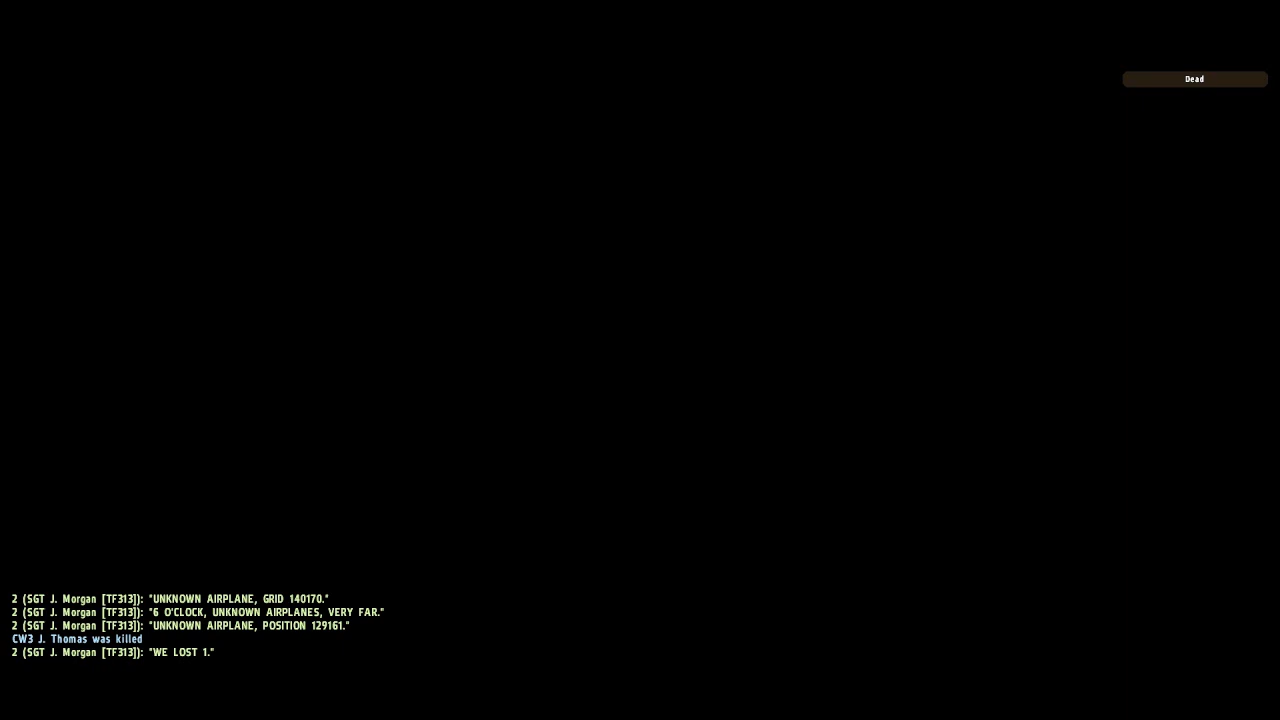 Dead
2 (SGT J. Morgan [TF313]): "UNKNOWN AIRPLANE, GRID 140170."
2 (SGT J. Morgan [TF313]): "6 O'CLOCK, UNKNOWN AIRPLANES, VERY FAR."
2 (SGT J. Morgan [TF313]): "UNKNOWN AIRPLANE, POSITION 129161."
CW3 J. Thomas was killed
2 (SGT J. Morgan [TF313]): "WE LOST 1."